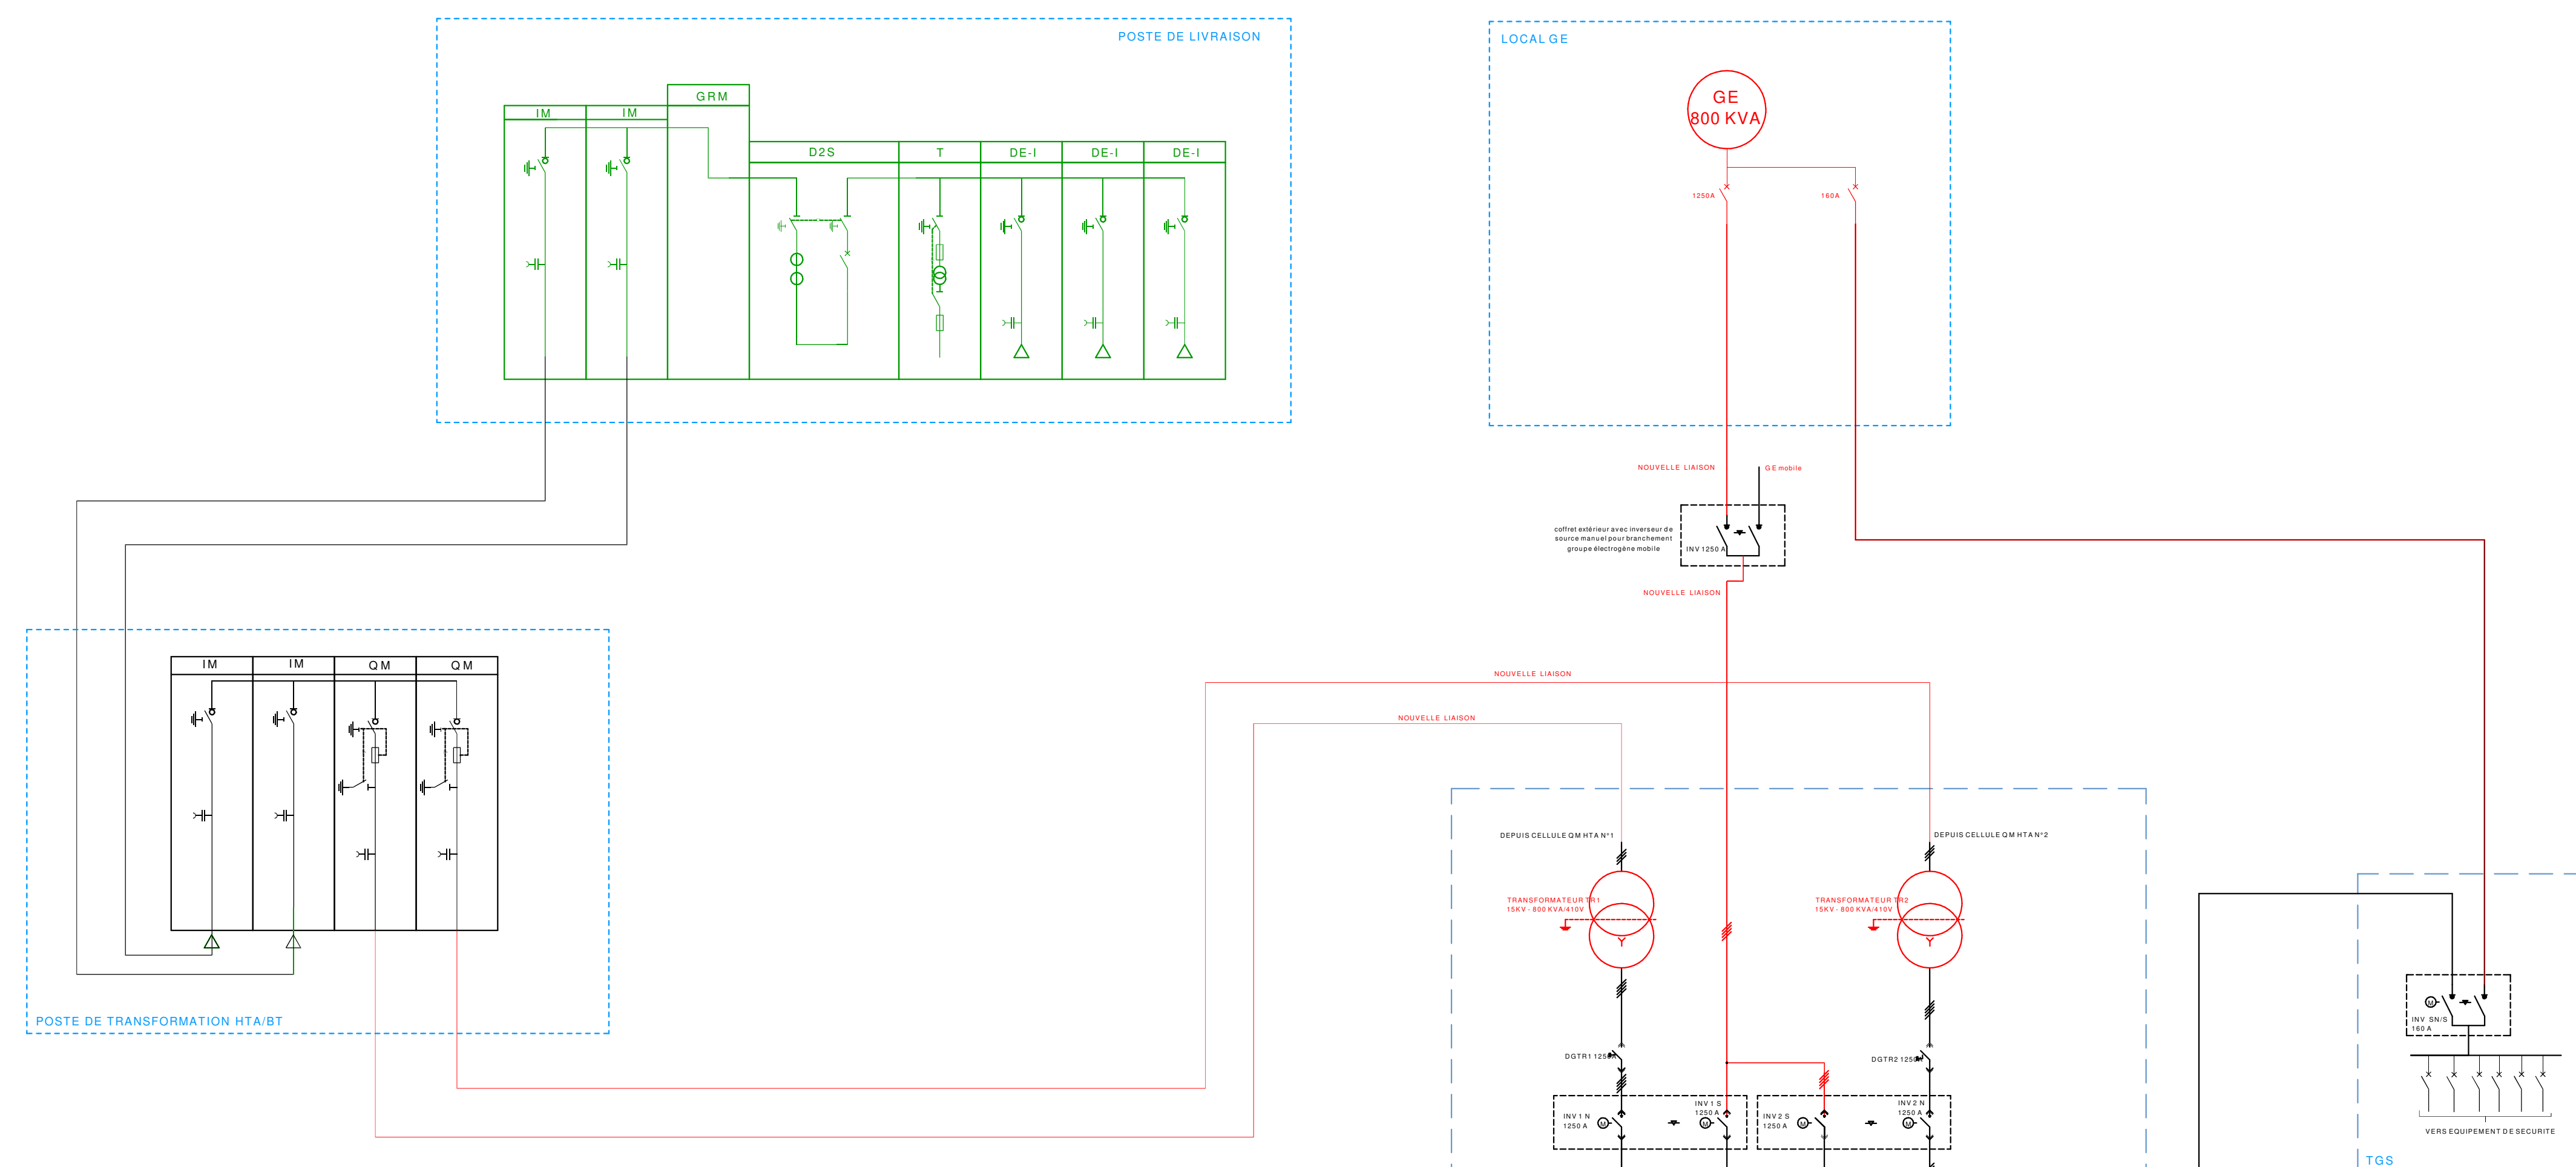 POSTE DE LIVRAISON
GRM
IM
IM
D2S
T
DE-I
DE-I
DE-I
LOCAL GE
GE
800 KVA
1250A
160A
NOUVELLE LIAISON
GE mobile
coffret extérieur avec inverseur de
source manuel pour branchement
groupe électrogène mobile
INV 1250 A
NOUVELLE LIAISON
IM
IM
QM
QM
POSTE DE TRANSFORMATION HTA/BT
NOUVELLE LIAISON
NOUVELLE LIAISON
DEPUIS CELLULE QM HTA N°1
DEPUIS CELLULE QM HTA N°2
TRANSFORMATEUR TR1
15KV - 800 KVA/410V
TRANSFORMATEUR TR2
15KV - 800 KVA/410V
DGTR1 1250A
DGTR2 1250A
INV 1 N
1250 A
M
INV 1 S
1250 A
M
INV 2 S
1250 A
M
INV 2 N
1250 A
M
M
INV SN/S
160 A
VERS EQUIPEMENT DE SECURITE
TGS